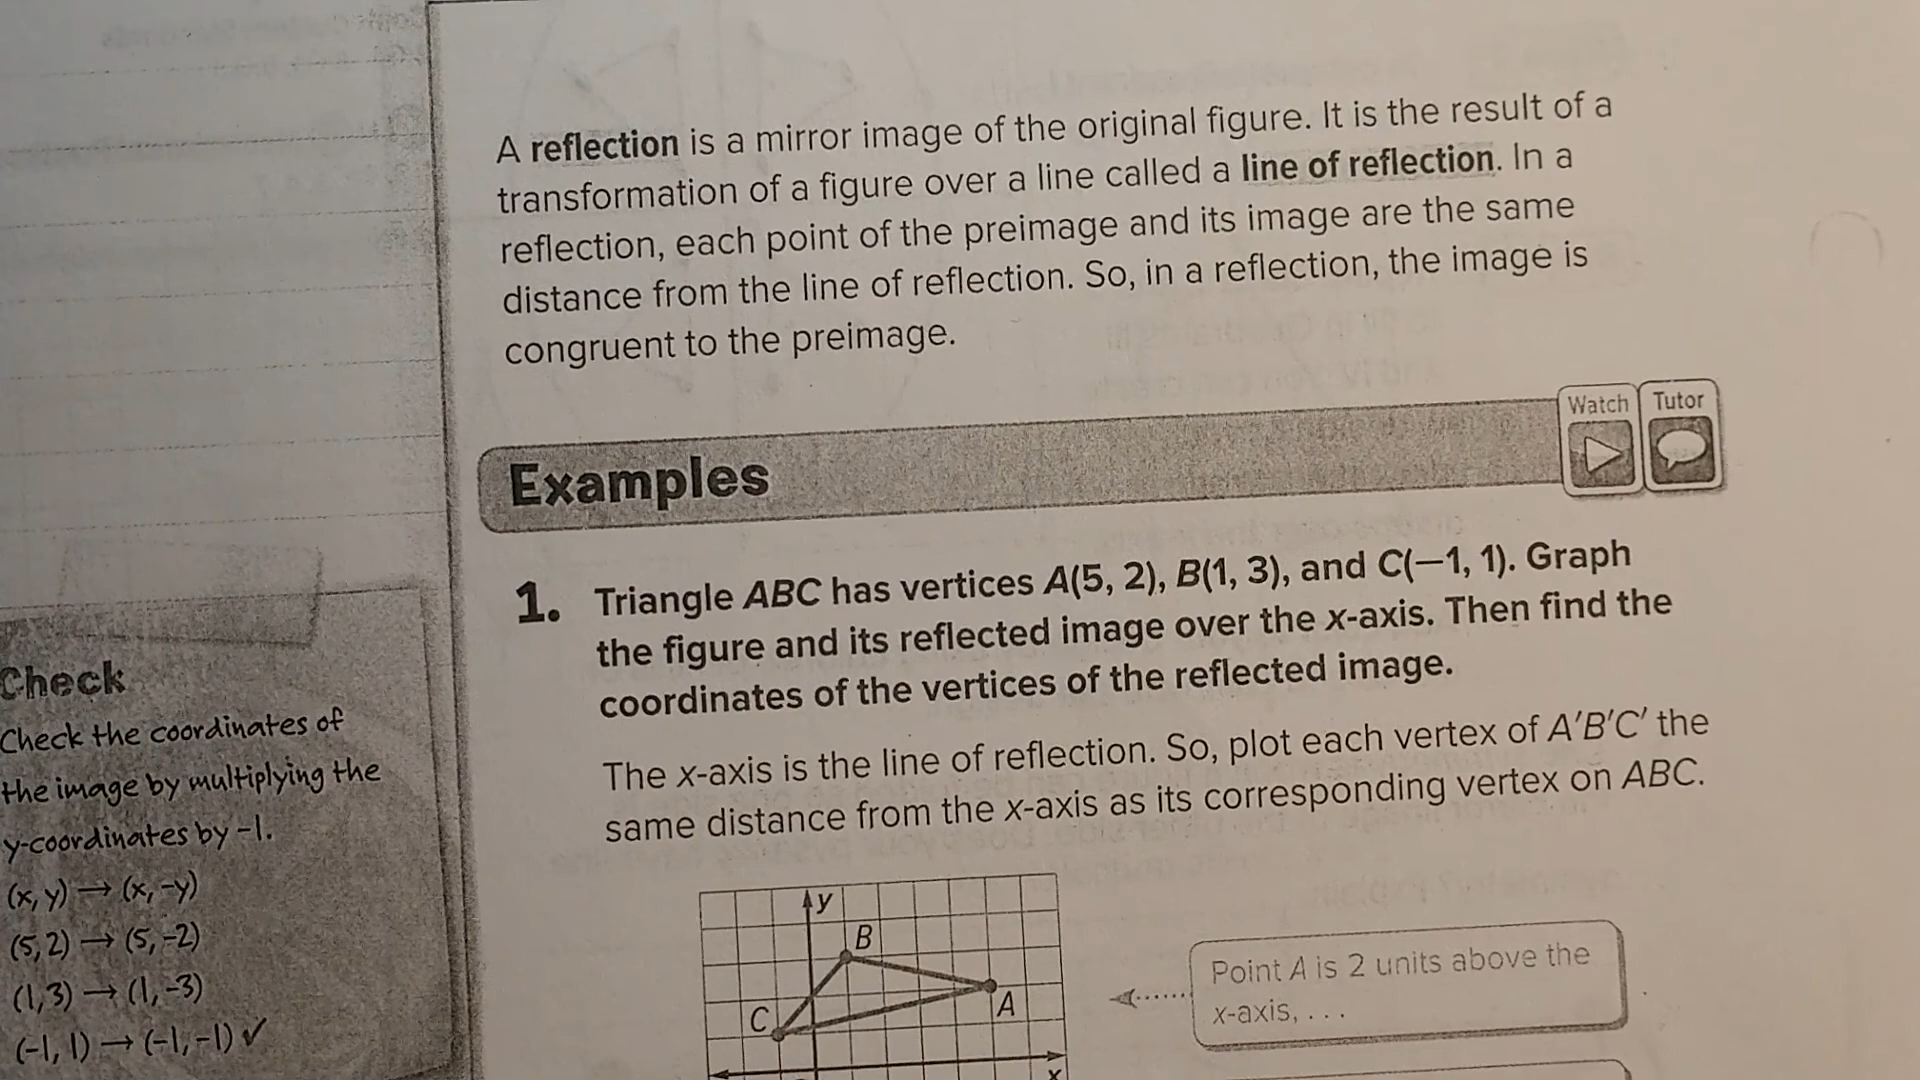 A reflection is a mirror image of the original figure. It is the result of a
transformation of a figure over a line called a line of reflection. In a
reflection, each point of the preimage and its image are the same
distance from the line of reflection. So, in a reflection, the image is
congruent to the preimage.
Examples
Watch
Tutor
1. Triangle ABC has vertices A(5, 2), B(1, 3), and C(−1, 1). Graph
the figure and its reflected image over the x-axis. Then find the
coordinates of the vertices of the reflected image.
The x-axis is the line of reflection. So, plot each vertex of A′B′C′ the
same distance from the x-axis as its corresponding vertex on ABC.
y
B
A
C
x
Point A is 2 units above the
x-axis, . . .
Check
Check the coordinates of
the image by multiplying the
y-coordinates by -1.
(x, y) → (x, -y)
(5, 2) → (5, -2)
(1, 3) → (1, -3)
(-1, 1) → (-1, -1) ✓